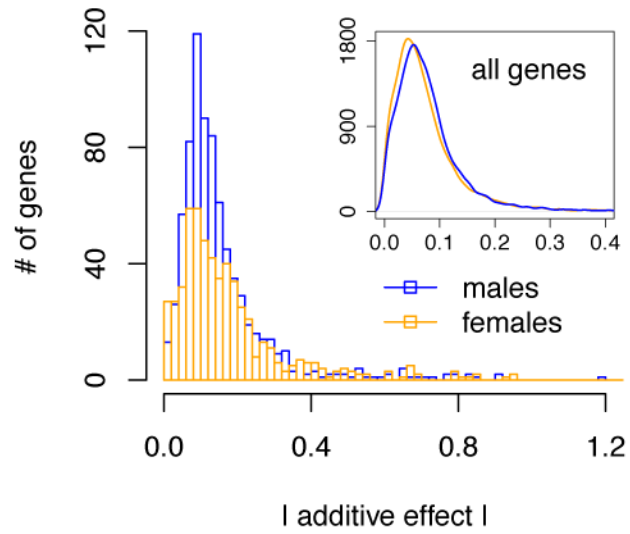 120
80
40
0
# of genes
0.0 0.4 0.8 1.2
| additive effect |
1800
900
0
all genes
0.0 0.1 0.2 0.3 0.4
males
females